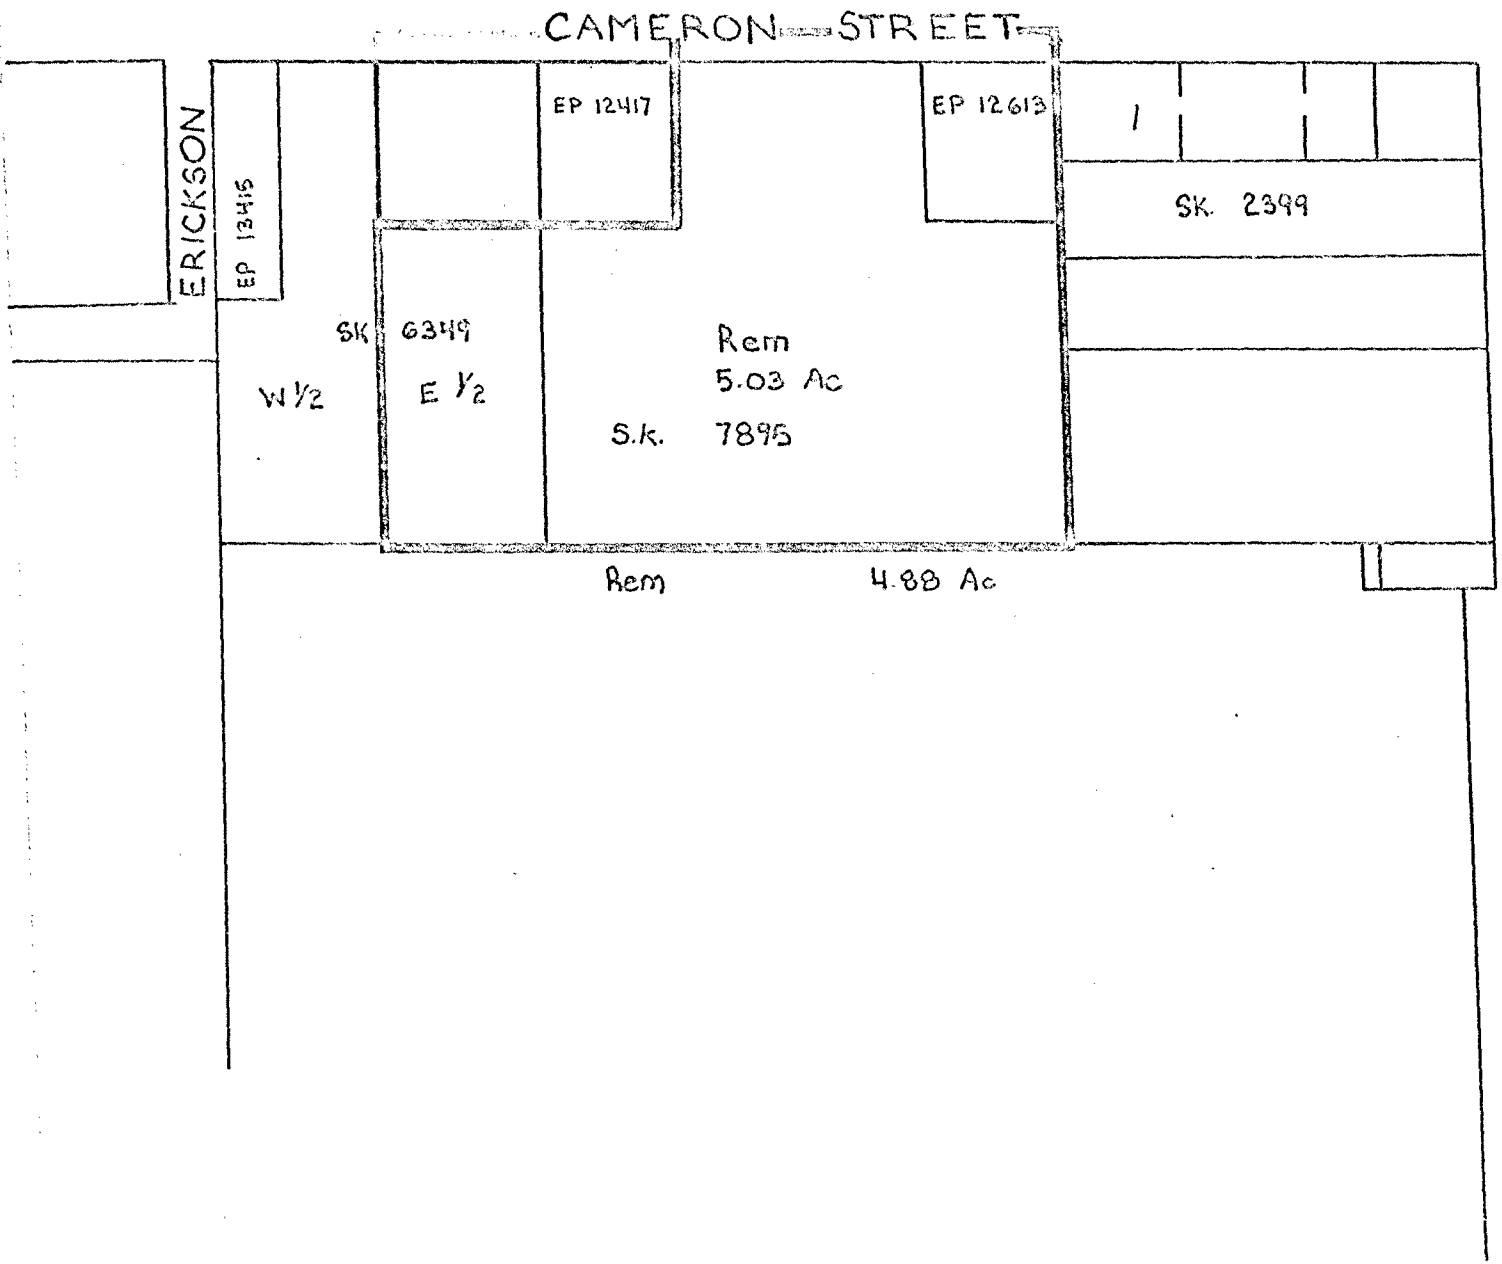 CAMERON STREET
ERICKSON
EP 13415
EP 12417
EP 12613
1
SK. 2399
SK 6349
W 1/2
E 1/2
Rem
5.03 Ac
S.K. 7895
Rem 4.88 Ac